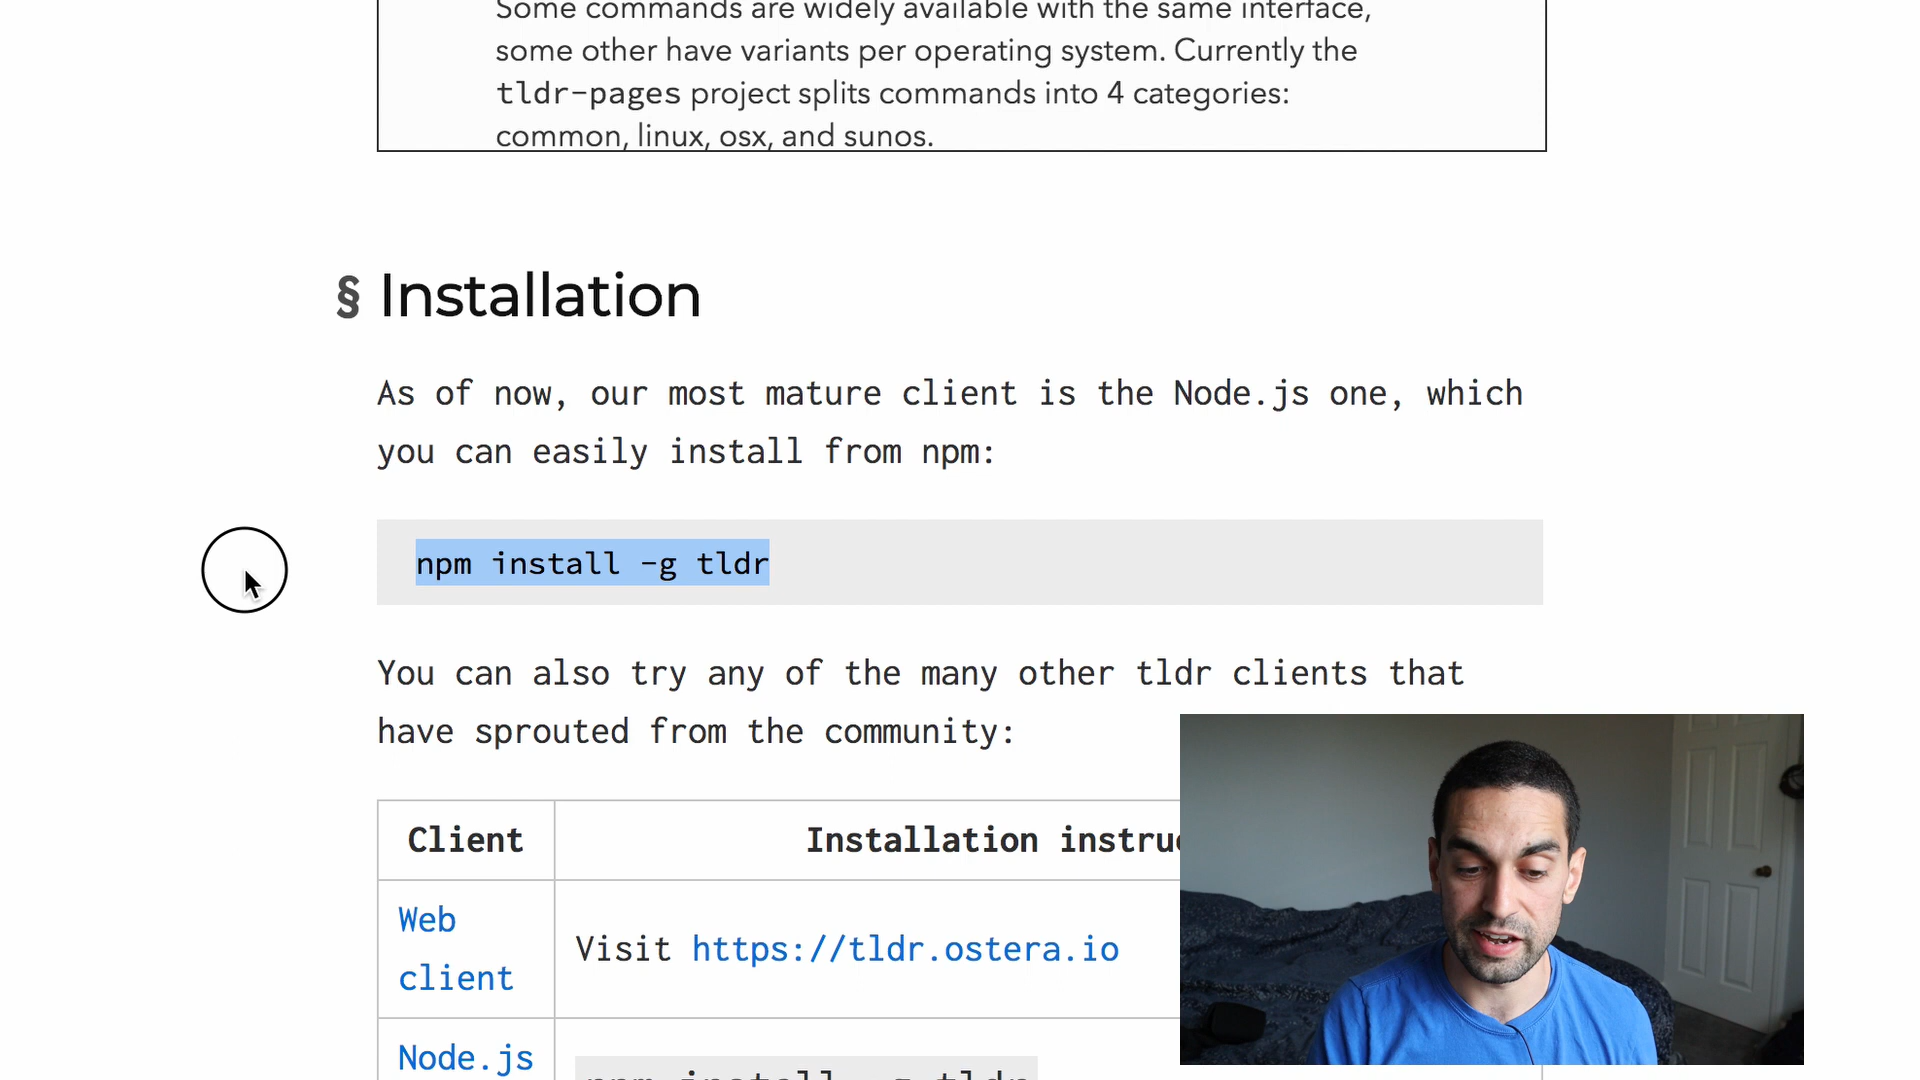 Some commands are widely available with the same interface,
some other have variants per operating system. Currently the
tldr-pages project splits commands into 4 categories:
common, linux, osx, and sunos.
§ Installation
As of now, our most mature client is the Node.js one, which
you can easily install from npm:
npm install -g tldr
You can also try any of the many other tldr clients that
have sprouted from the community:
Client
Installation
Web
client
Visit https://tldr.ostera.io
Node.js
npm install -g tldr